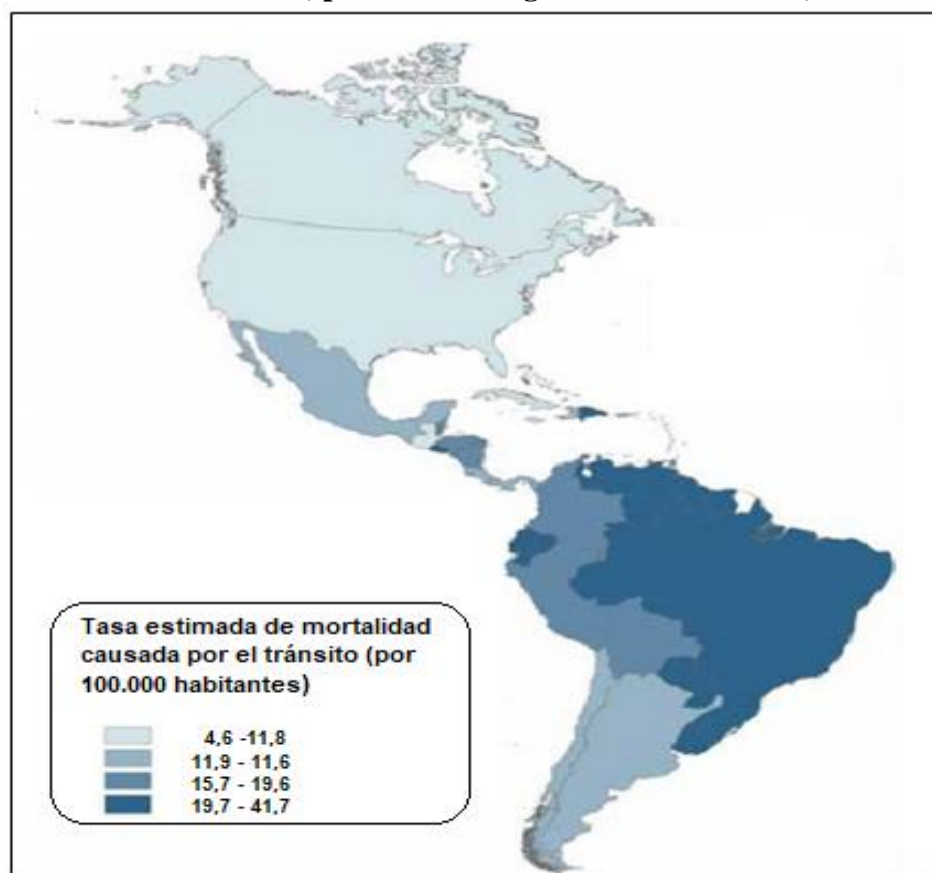 Tasa estimada de mortalidad
causada por el tránsito (por
100.000 habitantes)
4,6 -11,8
11,9 - 11,6
15,7 - 19,6
19,7 - 41,7